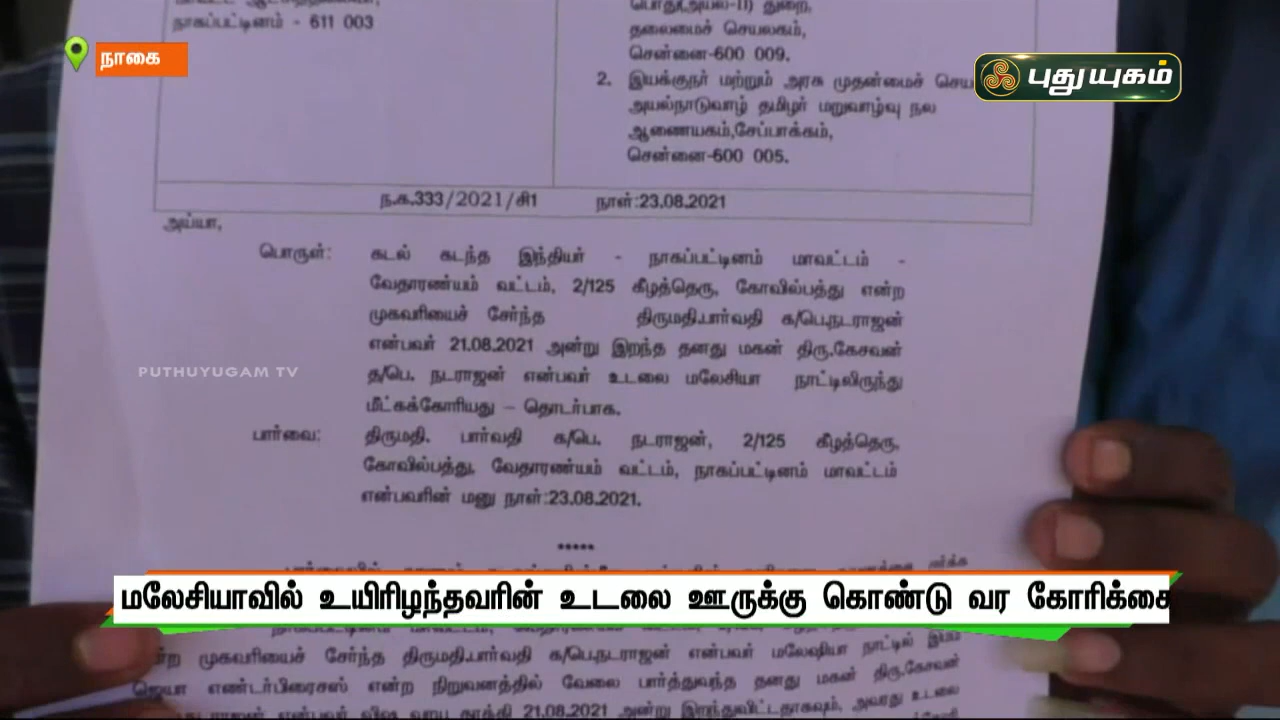 நாகப்பட்டினம் - 611 003
பொது(அயல்-II) துறை,
தலைமைச் செயலகம்,
சென்னை-600 009.
நாகை
புதுயுகம்
2. இயக்குநர் மற்றும் அரசு முதன்மைச்
அயல்நாடுவாழ் தமிழர் மறுவாழ்வு நல
ஆணையகம்,சேப்பாக்கம்,
சென்னை-600 005.
ந.க.333/2021/சி1 நாள்:23.08.2021
அய்யா,
பொருள்: கடல் கடந்த இந்தியர் - நாகப்பட்டினம் மாவட்டம் -
வேதாரண்யம் வட்டம், 2/125 கீழத்தெரு, கோவில்பத்து என்ற
முகவரியைச் சேர்ந்த திருமதி.பார்வதி க/பெ.நடராஜன்
என்பவர் 21.08.2021 அன்று இறந்த தனது மகன் திரு.கேசவன்
த/பெ. நடராஜன் என்பவர் உடலை மலேசியா நாட்டிலிருந்து
மீட்கக்கோரியது – தொடர்பாக.
PUTHUYUGAM TV
பார்வை: திருமதி. பார்வதி க/பெ. நடராஜன், 2/125 கீழத்தெரு,
கோவில்பத்து, வேதாரண்யம் வட்டம், நாகப்பட்டினம் மாவட்டம்
என்பவரின் மனு நாள்:23.08.2021.
*****
மலேசியாவில் உயிரிழந்தவரின் உடலை ஊருக்கு கொண்டு வர கோரிக்கை
முகவரியைச் சேர்ந்த திருமதி.பார்வதி க/பெ.நடராஜன் என்பவர் மலேஷியா நாட்டில்
ஜெயா எண்டர்பிரைசஸ் என்ற நிறுவனத்தில் வேலை பார்த்துவந்த தனது மகன் திரு.கேசவன்
21.08.2021 அன்று இறந்துவிட்டதாகவும், அவரது உடலை